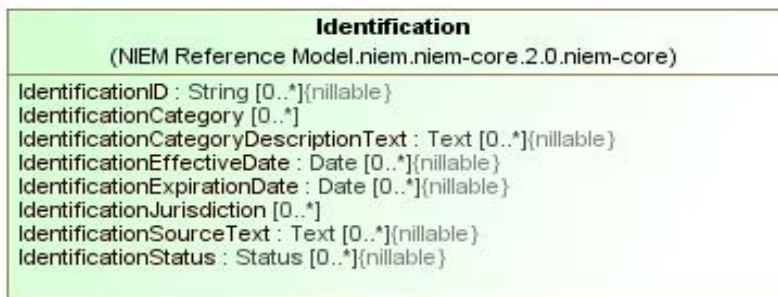 Identification
(NIEM Reference Model.niem.niem-core.2.0.niem-core)
IdentificationID : String [0..*]{nillable}
IdentificationCategory [0..*]
IdentificationCategoryDescriptionText : Text [0..*]{nillable}
IdentificationEffectiveDate : Date [0..*]{nillable}
IdentificationExpirationDate : Date [0..*]{nillable}
IdentificationJurisdiction [0..*]
IdentificationSourceText : Text [0..*]{nillable}
IdentificationStatus : Status [0..*]{nillable}